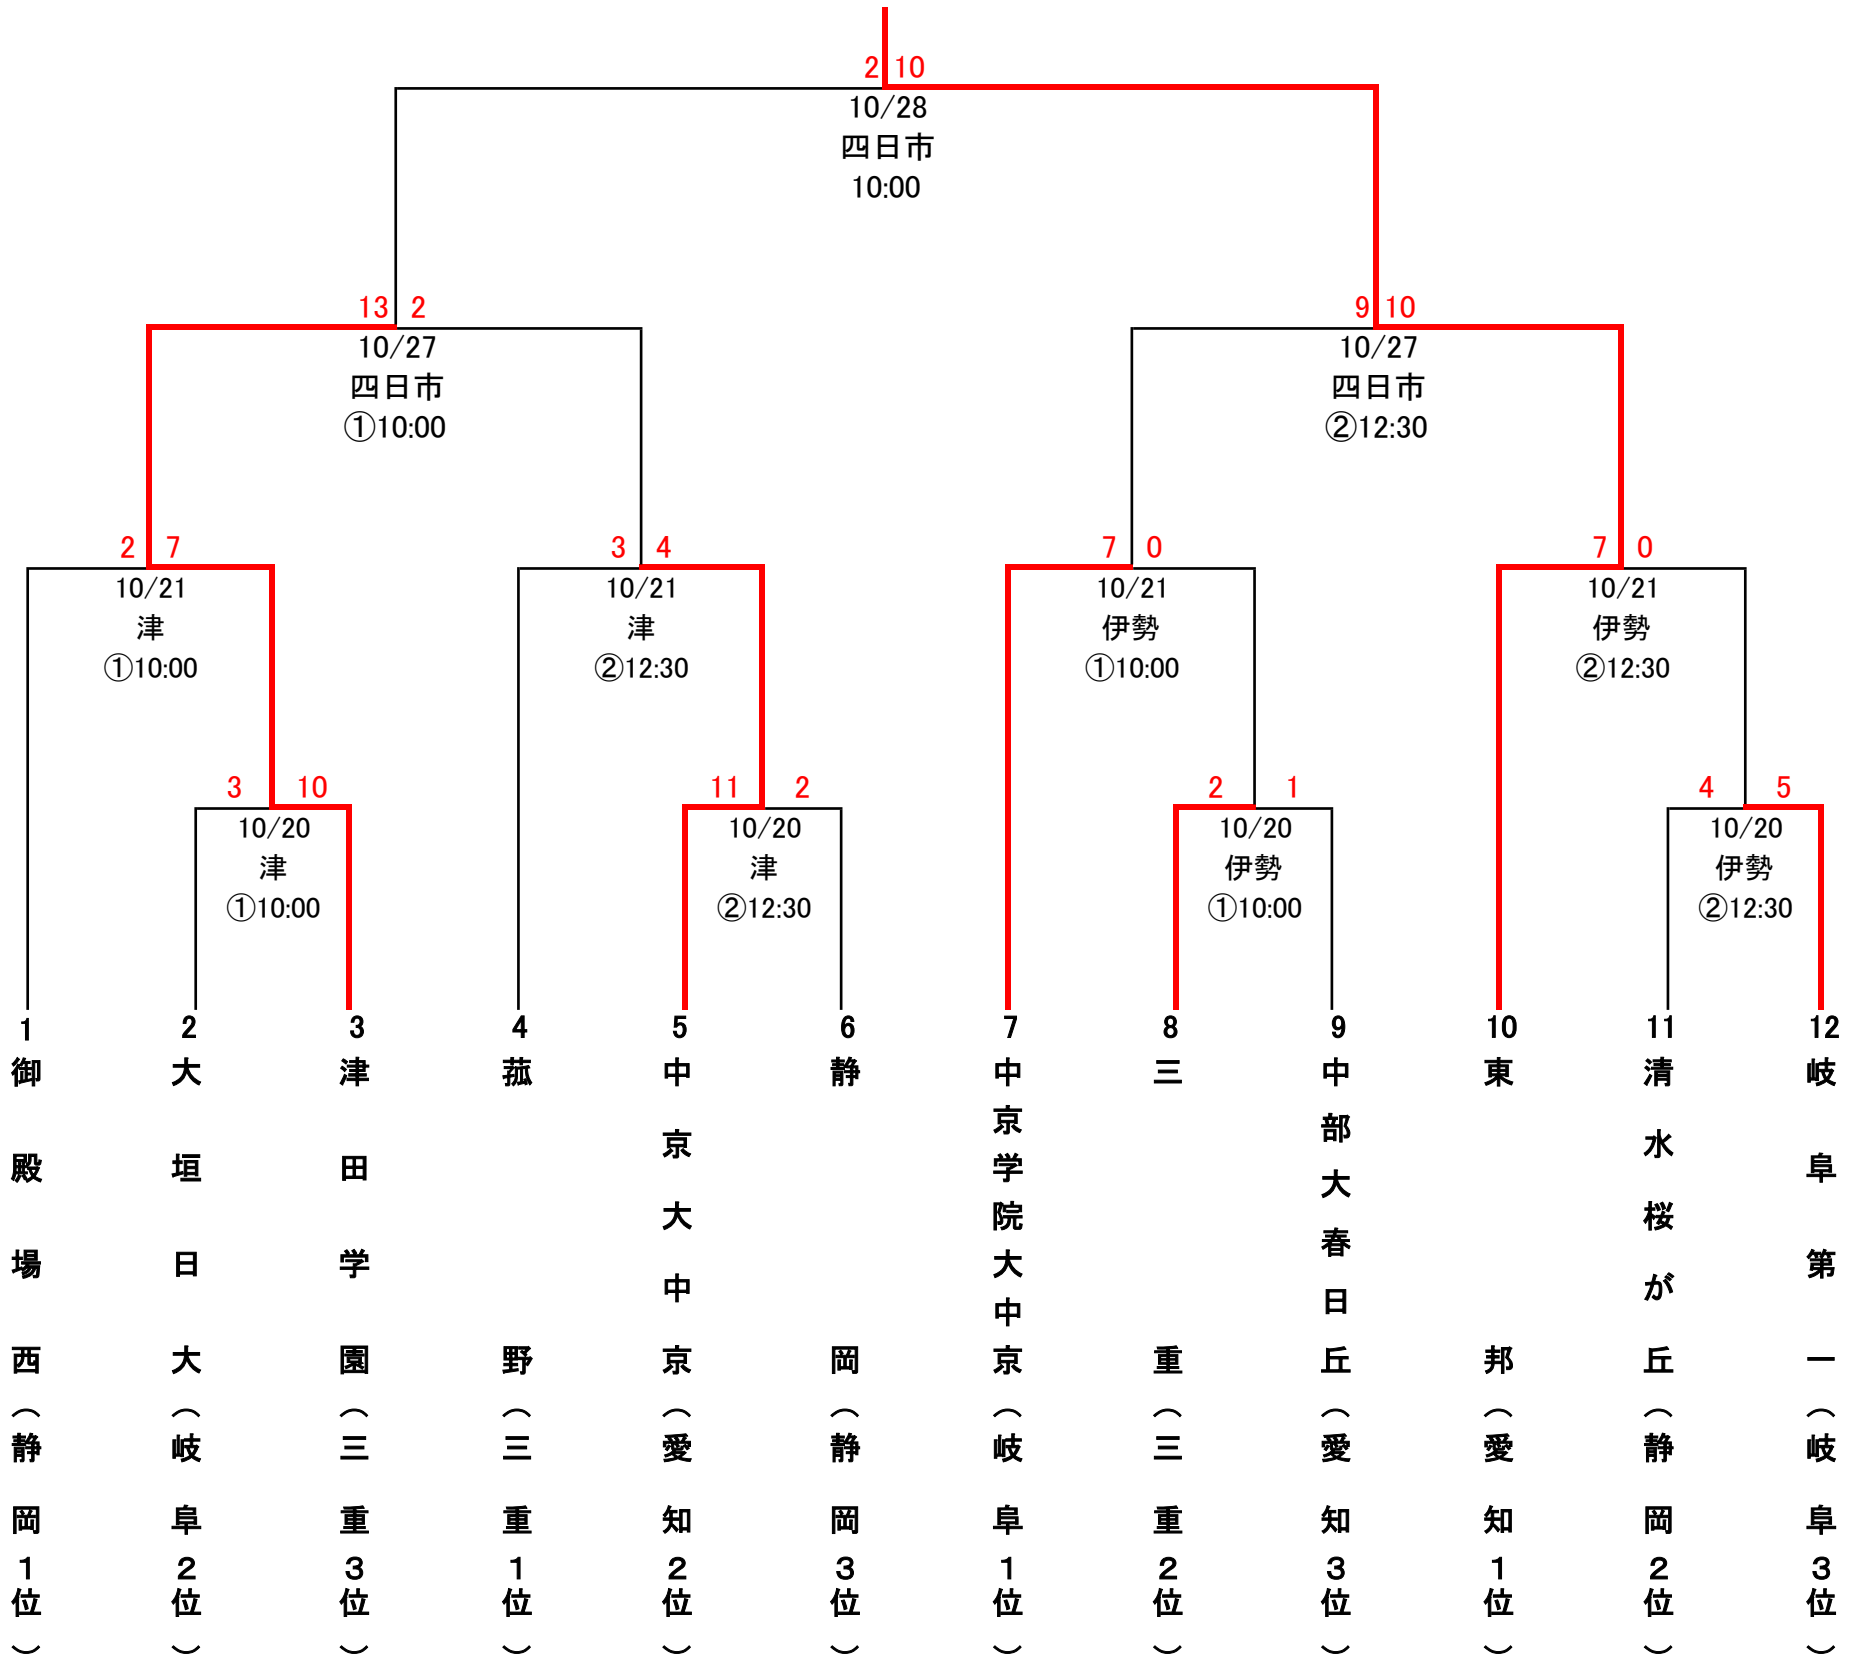 2 10
10/28
四日市
10:00
13 2
10/27
四日市
①10:00
9 10
10/27
四日市
②12:30
2 7
10/21
津
①10:00
3 4
10/21
津
②12:30
7 0
10/21
伊勢
①10:00
7 0
10/21
伊勢
②12:30
3 10
10/20
津
①10:00
11 2
10/20
津
②12:30
2 1
10/20
伊勢
①10:00
4 5
10/20
伊勢
②12:30
1
御殿場西（静岡1位）
2
大垣日大（岐阜2位）
3
津田学園（三重3位）
4
菰野（三重1位）
5
中京大中京（愛知2位）
6
静岡（静岡3位）
7
中京学院大中京（岐阜1位）
8
三重（三重2位）
9
中部大春日丘（愛知3位）
10
東邦（愛知1位）
11
清水桜が丘（静岡2位）
12
岐阜第一（岐阜3位）